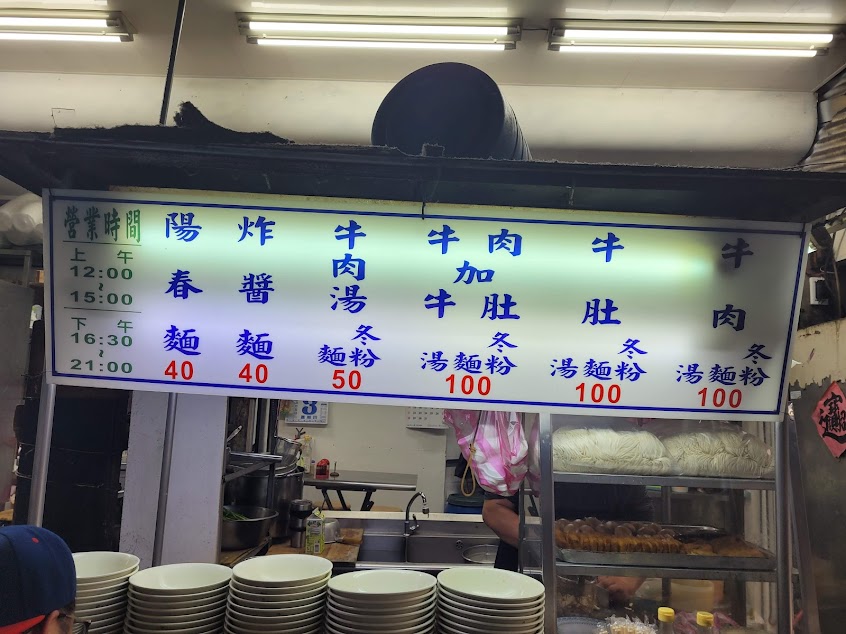 營業時間
上午
12:00
~
15:00
下午
16:30
~
21:00
陽春麵
40
炸醬麵
40
牛肉湯
麵冬粉
50
牛肉
加
牛肚
湯麵冬粉
100
牛肚
湯麵冬粉
100
牛肉
湯麵冬粉
100
3